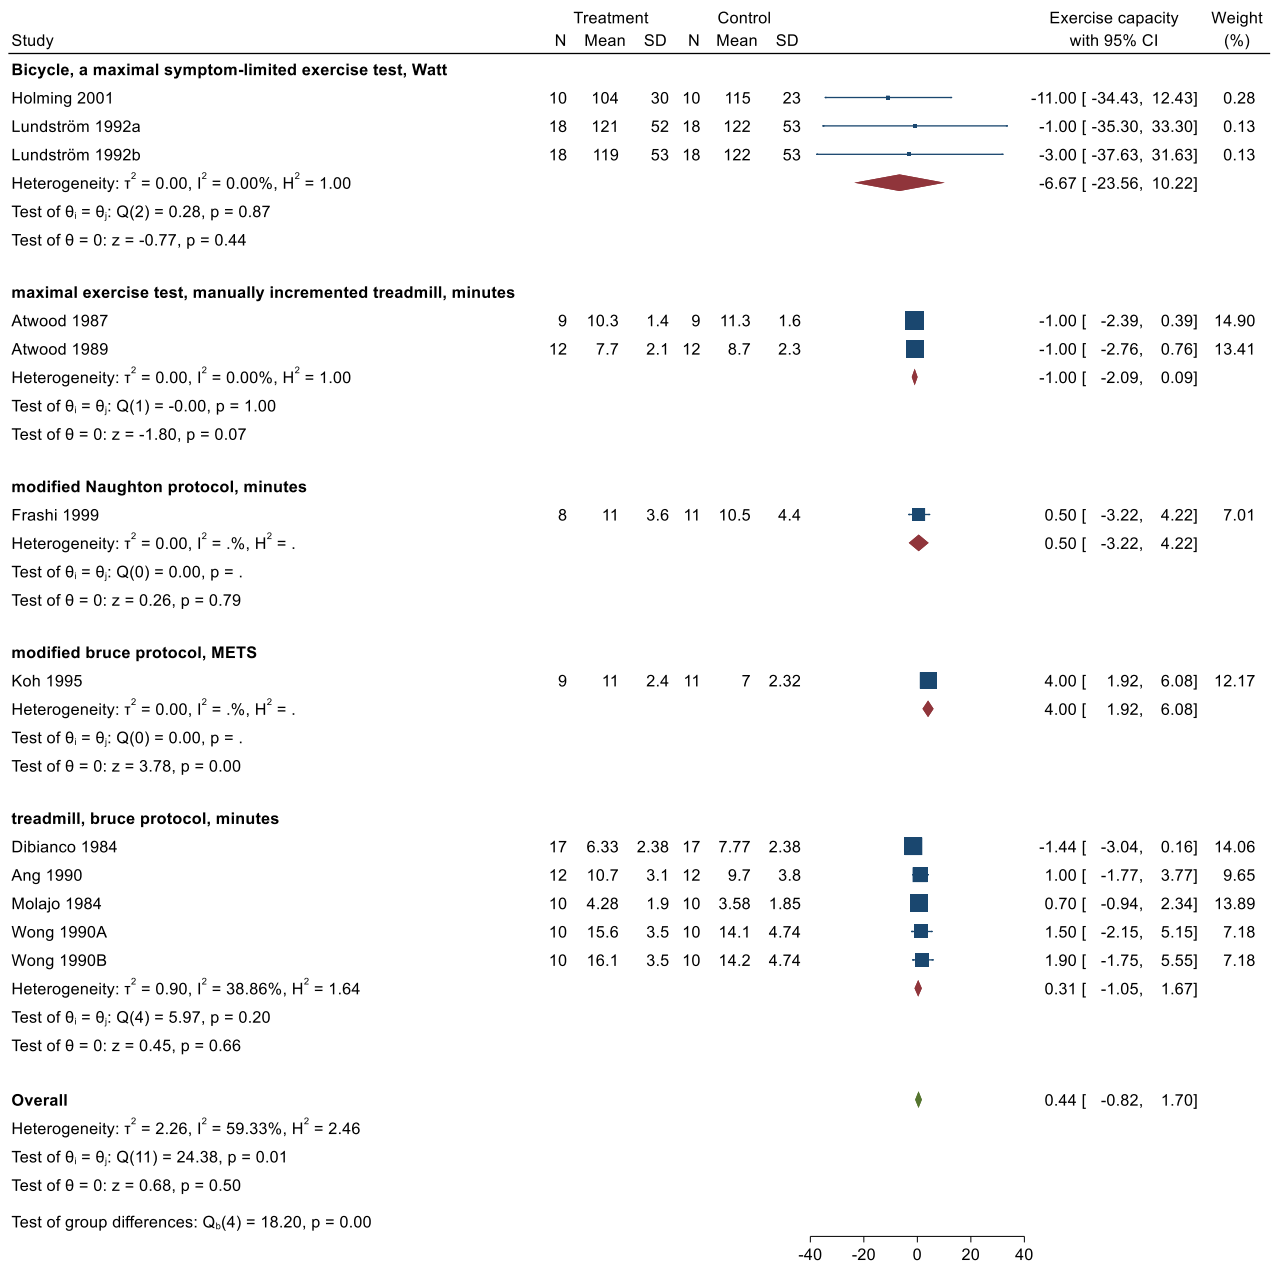 Treatment Control Exercise capacity Weight
Study N Mean SD N Mean SD with 95% CI (%)
Bicycle, a maximal symptom-limited exercise test, Watt
Holming 2001 10 104 30 10 115 23 -11.00 [ -34.43, 12.43] 0.28
Lundström 1992a 18 121 52 18 122 53 -1.00 [ -35.30, 33.30] 0.13
Lundström 1992b 18 119 53 18 122 53 -3.00 [ -37.63, 31.63] 0.13
Heterogeneity: τ² = 0.00, I² = 0.00%, H² = 1.00 -6.67 [ -23.56, 10.22]
Test of θᵢ = θⱼ: Q(2) = 0.28, p = 0.87
Test of θ = 0: z = -0.77, p = 0.44
maximal exercise test, manually incremented treadmill, minutes
Atwood 1987 9 10.3 1.4 9 11.3 1.6 -1.00 [ -2.39, 0.39] 14.90
Atwood 1989 12 7.7 2.1 12 8.7 2.3 -1.00 [ -2.76, 0.76] 13.41
Heterogeneity: τ² = 0.00, I² = 0.00%, H² = 1.00 -1.00 [ -2.09, 0.09]
Test of θᵢ = θⱼ: Q(1) = -0.00, p = 1.00
Test of θ = 0: z = -1.80, p = 0.07
modified Naughton protocol, minutes
Frashi 1999 8 11 3.6 11 10.5 4.4 0.50 [ -3.22, 4.22] 7.01
Heterogeneity: τ² = 0.00, I² = .%, H² = . 0.50 [ -3.22, 4.22]
Test of θᵢ = θⱼ: Q(0) = 0.00, p = .
Test of θ = 0: z = 0.26, p = 0.79
modified bruce protocol, METS
Koh 1995 9 11 2.4 11 7 2.32 4.00 [ 1.92, 6.08] 12.17
Heterogeneity: τ² = 0.00, I² = .%, H² = . 4.00 [ 1.92, 6.08]
Test of θᵢ = θⱼ: Q(0) = 0.00, p = .
Test of θ = 0: z = 3.78, p = 0.00
treadmill, bruce protocol, minutes
Dibianco 1984 17 6.33 2.38 17 7.77 2.38 -1.44 [ -3.04, 0.16] 14.06
Ang 1990 12 10.7 3.1 12 9.7 3.8 1.00 [ -1.77, 3.77] 9.65
Molajo 1984 10 4.28 1.9 10 3.58 1.85 0.70 [ -0.94, 2.34] 13.89
Wong 1990A 10 15.6 3.5 10 14.1 4.74 1.50 [ -2.15, 5.15] 7.18
Wong 1990B 10 16.1 3.5 10 14.2 4.74 1.90 [ -1.75, 5.55] 7.18
Heterogeneity: τ² = 0.90, I² = 38.86%, H² = 1.64 0.31 [ -1.05, 1.67]
Test of θᵢ = θⱼ: Q(4) = 5.97, p = 0.20
Test of θ = 0: z = 0.45, p = 0.66
Overall 0.44 [ -0.82, 1.70]
Heterogeneity: τ² = 2.26, I² = 59.33%, H² = 2.46
Test of θᵢ = θⱼ: Q(11) = 24.38, p = 0.01
Test of θ = 0: z = 0.68, p = 0.50
Test of group differences: Q_b(4) = 18.20, p = 0.00
-40 -20 0 20 40